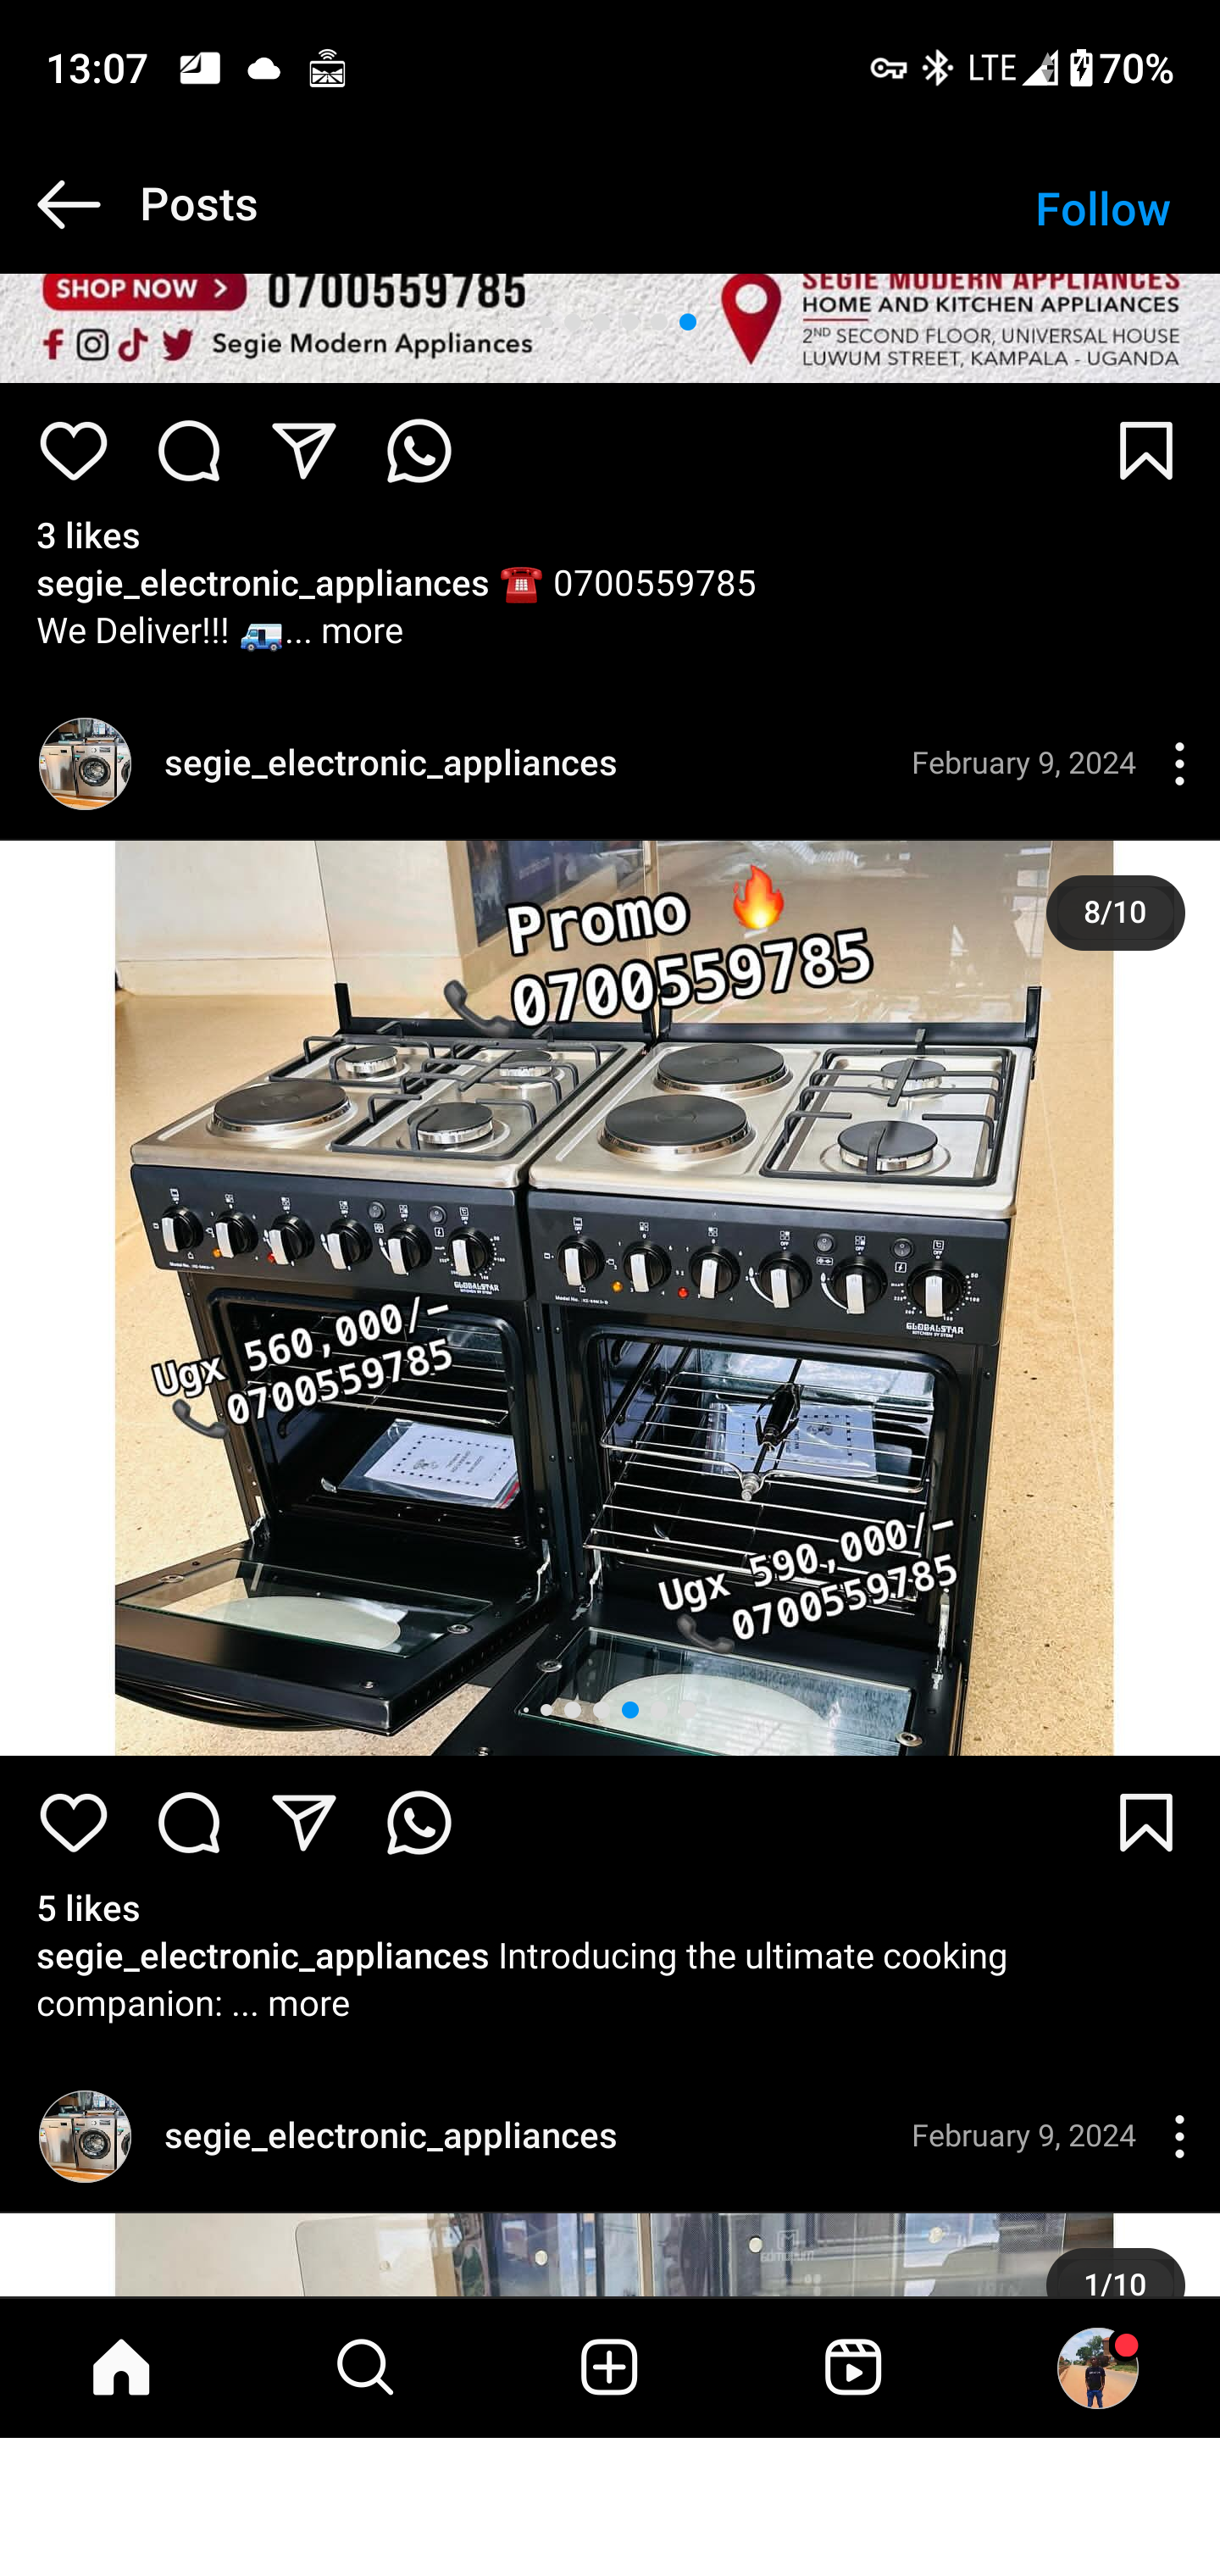 13:07
LTE 70%
Posts
Follow
SHOP NOW >
0700559785
Segie Modern Appliances
SEGIE MODERN APPLIANCES
HOME AND KITCHEN APPLIANCES
2ND SECOND FLOOR, UNIVERSAL HOUSE
LUWUM STREET, KAMPALA - UGANDA
3 likes
segie_electronic_appliances ☎️ 0700559785
We Deliver!!! 🚐... more
segie_electronic_appliances
February 9, 2024
8/10
Promo 🔥
📞 0700559785
GLOBALSTAR
GLOBALSTAR
Ugx 560,000/-
📞 0700559785
Ugx 590,000/-
📞 0700559785
5 likes
segie_electronic_appliances Introducing the ultimate cooking
companion: ... more
segie_electronic_appliances
February 9, 2024
1/10